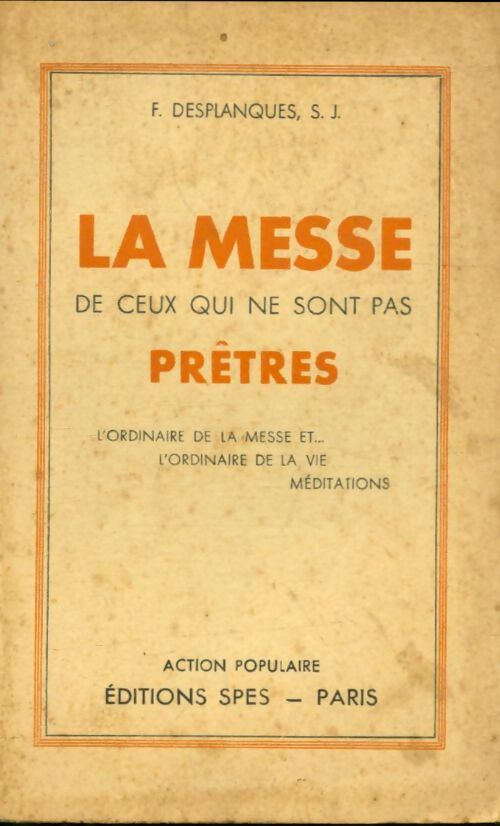 F. DESPLANQUES, S. J.
LA MESSE
DE CEUX QUI NE SONT PAS
PRÊTRES
L'ORDINAIRE DE LA MESSE ET...
L'ORDINAIRE DE LA VIE
MÉDITATIONS
ACTION POPULAIRE
ÉDITIONS SPES — PARIS